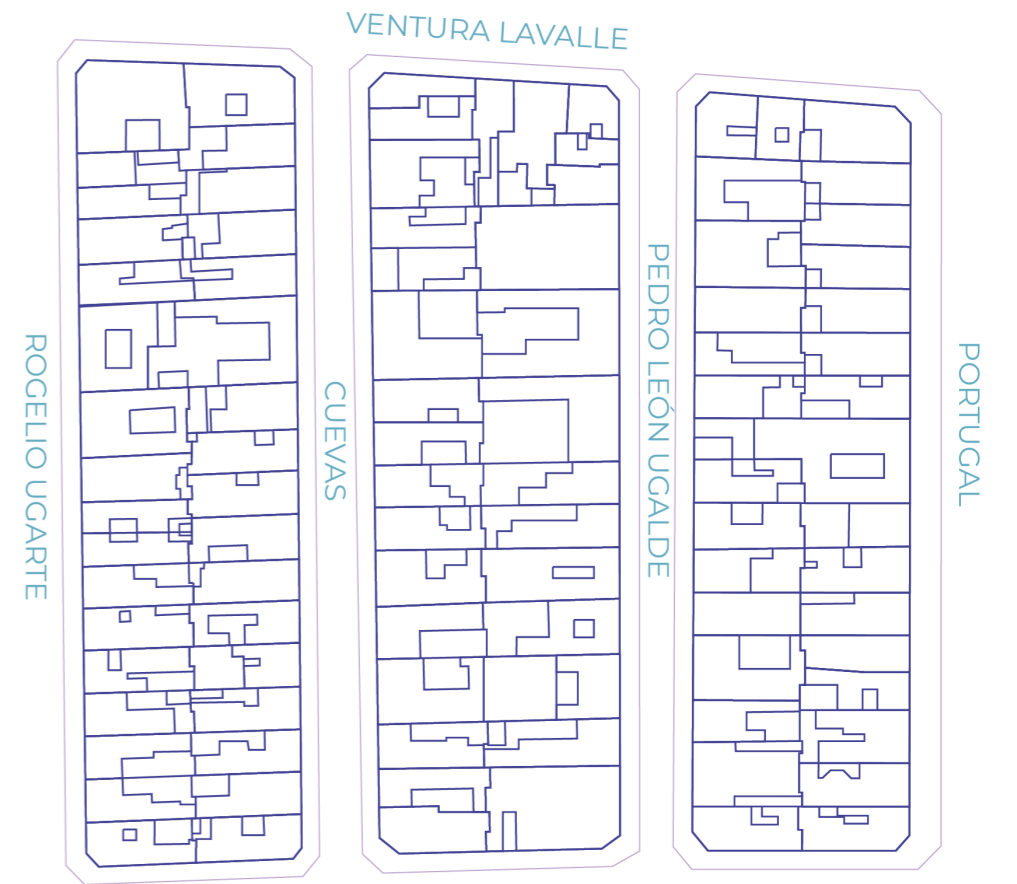 VENTURA LAVALLE
ROGELIO UGARTE
CUEVAS
PEDRO LEÓN UGALDE
PORTUGAL